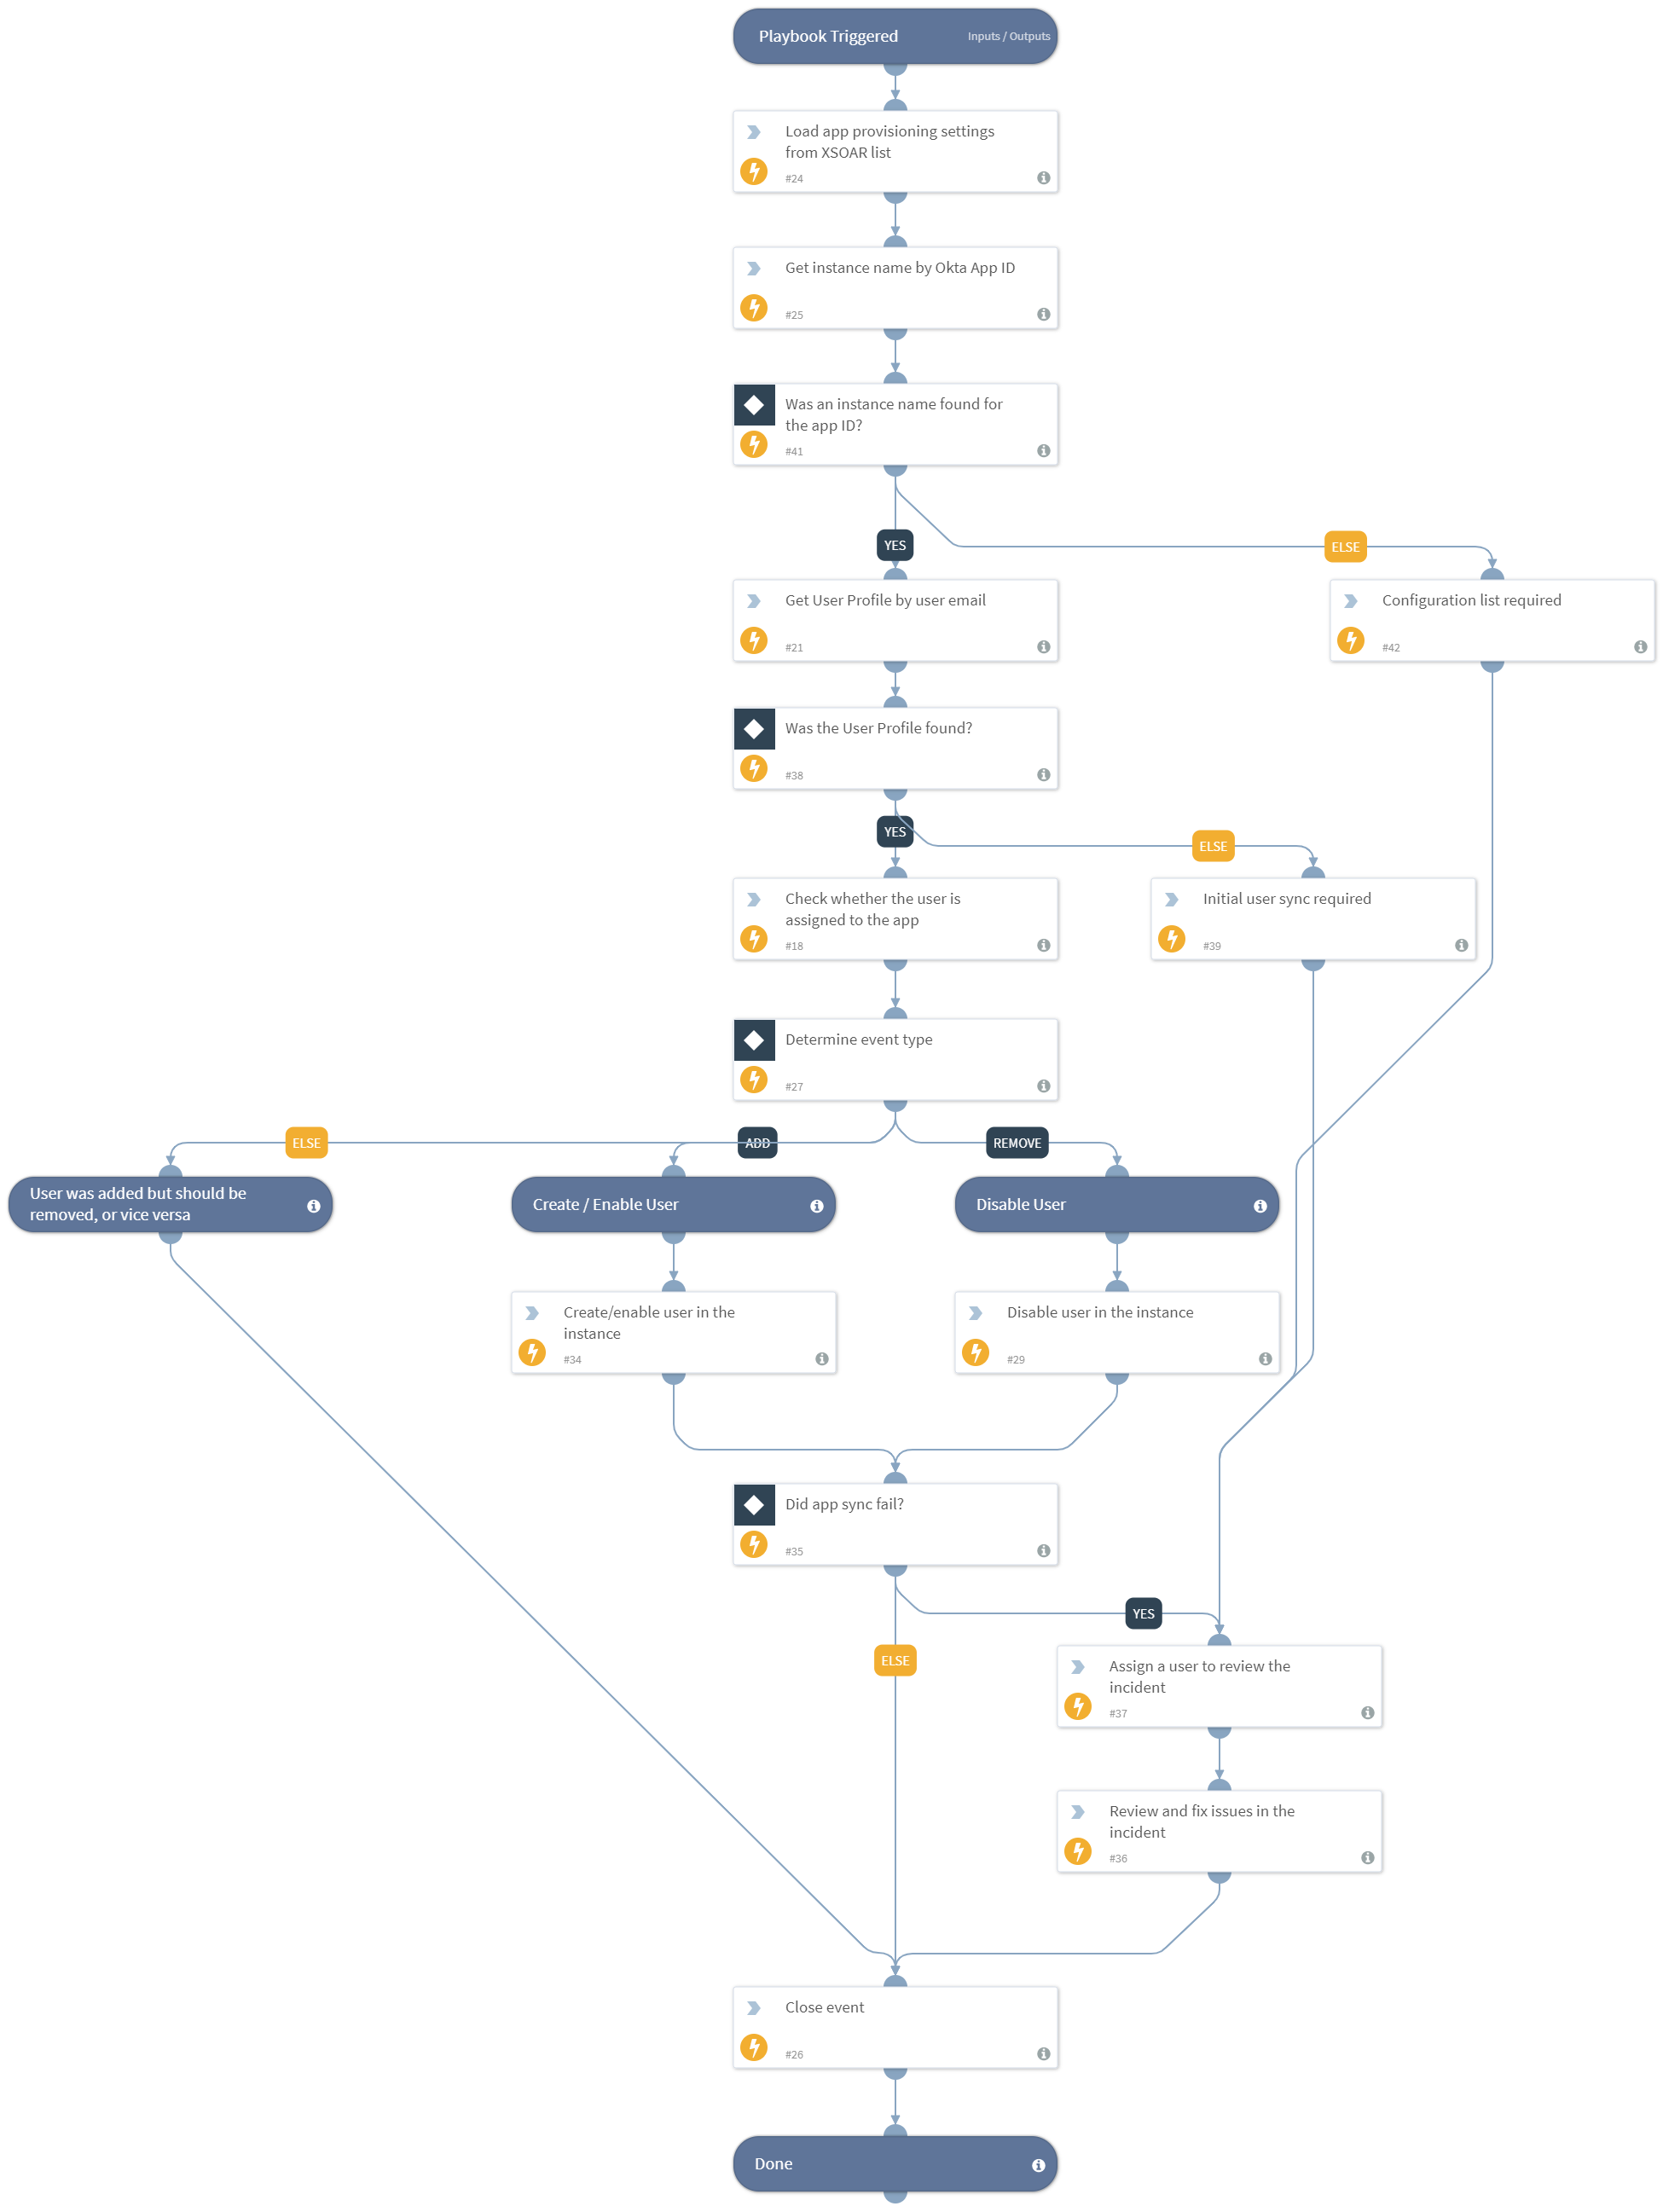 Playbook Triggered
Inputs / Outputs
Load app provisioning settings
from XSOAR list
#24
Get instance name by Okta App ID
#25
Was an instance name found for
the app ID?
#41
YES
ELSE
Get User Profile by user email
#21
Configuration list required
#42
Was the User Profile found?
#38
YES
ELSE
Check whether the user is
assigned to the app
#18
Initial user sync required
#39
Determine event type
#27
ELSE
ADD
REMOVE
User was added but should be
removed, or vice versa
Create / Enable User
Disable User
Create/enable user in the
instance
#34
Disable user in the instance
#29
Did app sync fail?
#35
YES
ELSE
Assign a user to review the
incident
#37
Review and fix issues in the
incident
#36
Close event
#26
Done